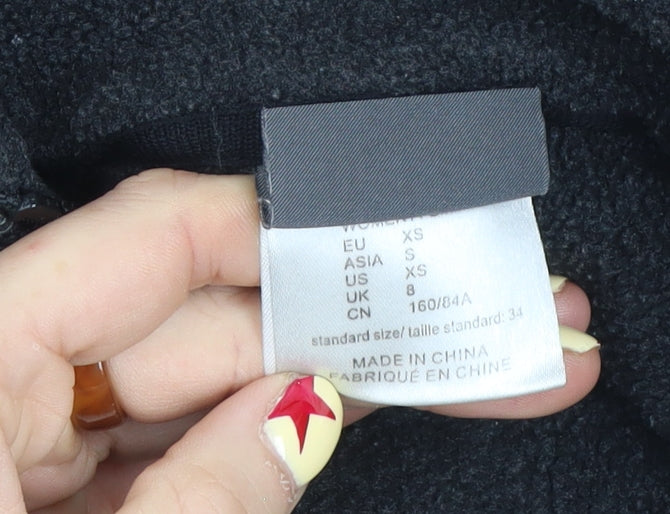 EU XS
ASIA S
US XS
UK 8
CN 160/84A
standard size/ taille standard: 34
MADE IN CHINA
FABRIQUÉ EN CHINE